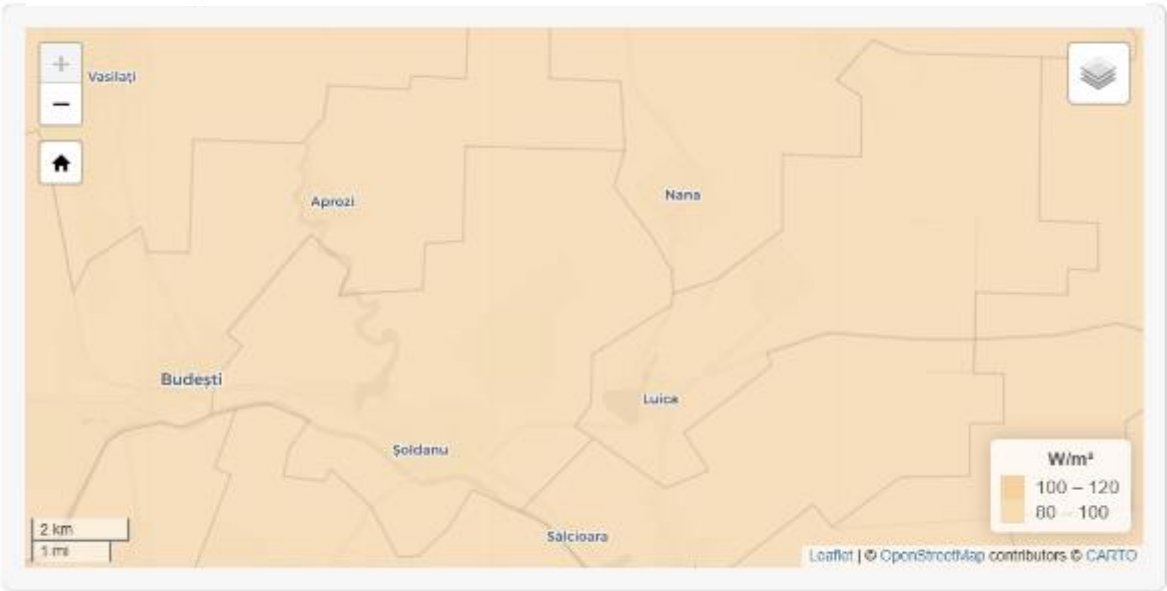 +
Vasilați
−
Aprozi
Nana
Budești
Luica
Șoldanu
W/m²
100 – 120
80 – 100
2 km
1 mi
Sălcioara
Leaflet | © OpenStreetMap contributors © CARTO